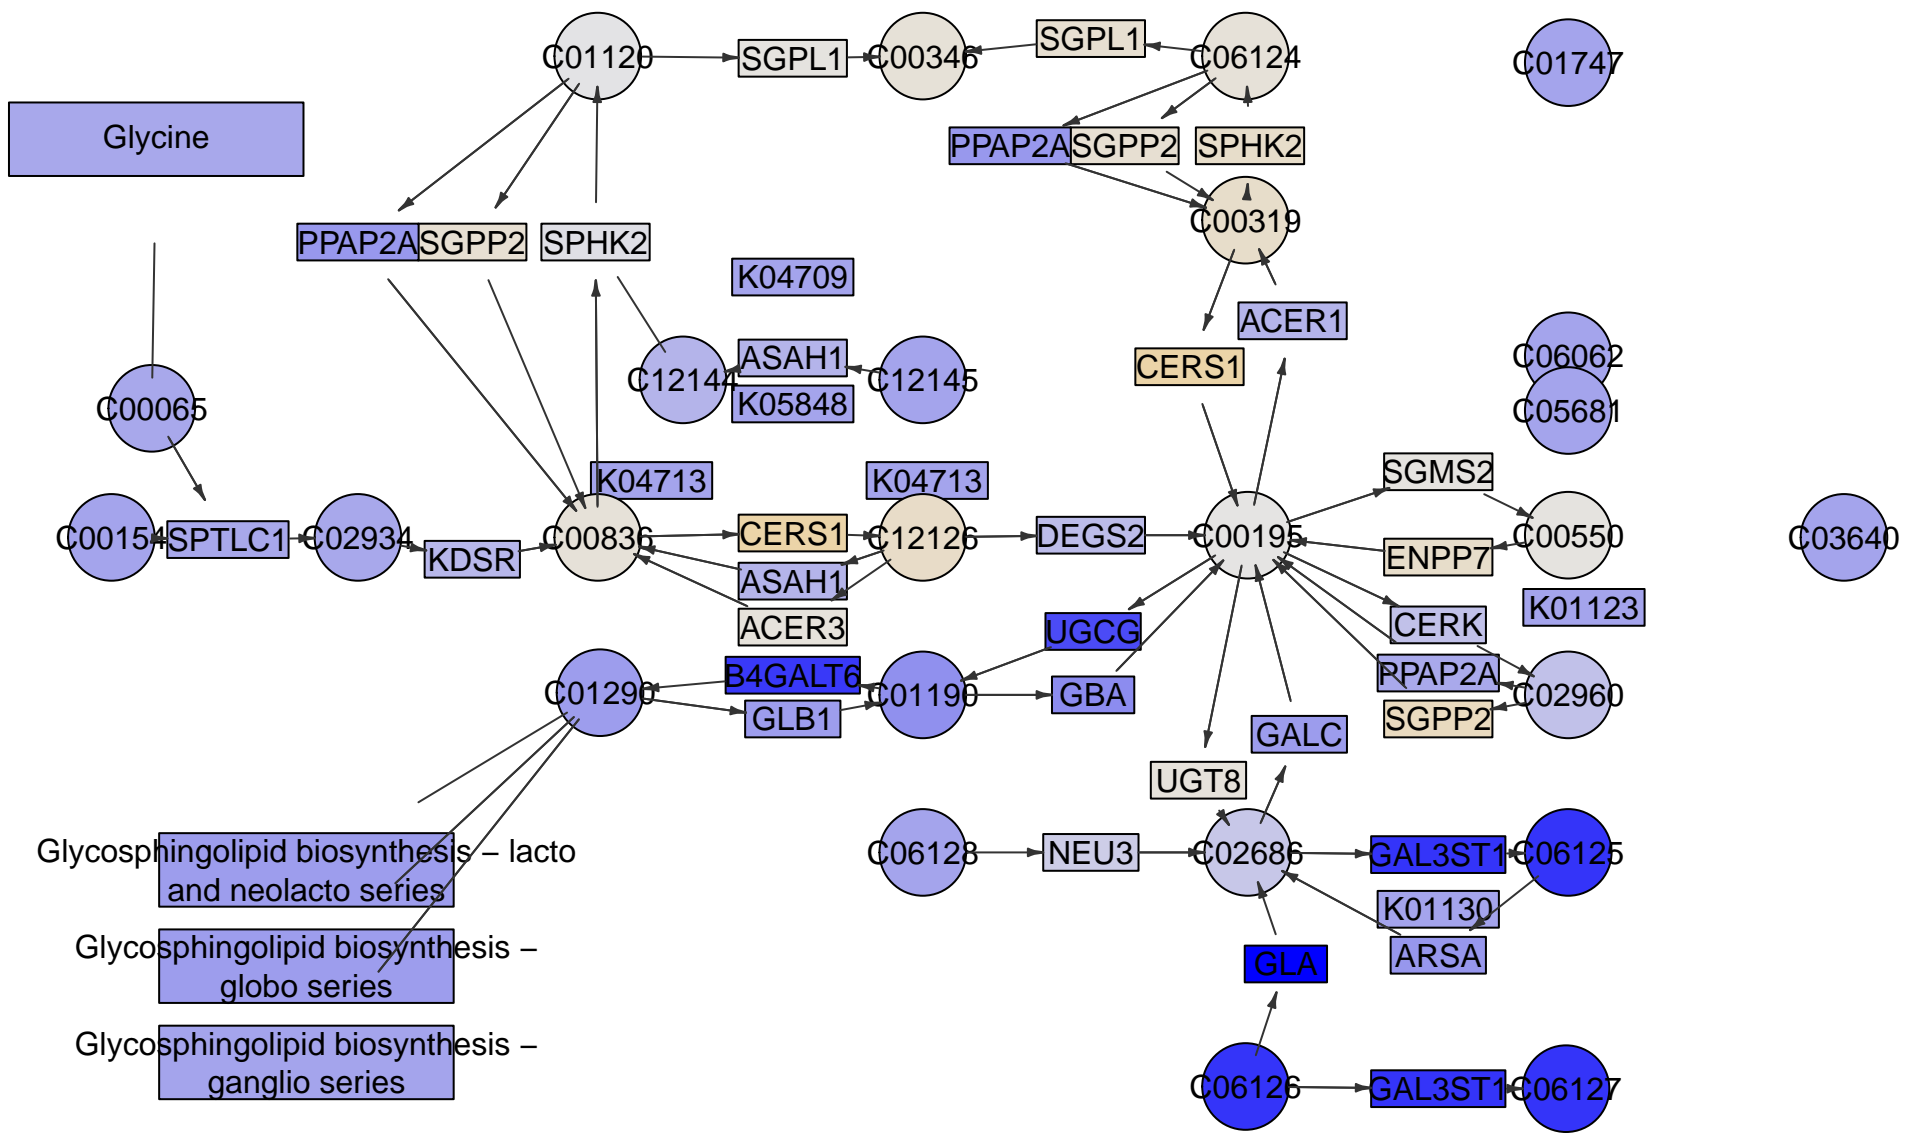 C01120
SGPL1
C00346
SGPL1
C06124
C01747
Glycine
PPAP2A
SGPP2
SPHK2
C00319
PPAP2A
SGPP2
SPHK2
K04709
ACER1
C12144
ASAH1
C12145
K05848
CERS1
C06062
C05681
C00065
K04713
K04713
SGMS2
C00154
SPTLC1
C02934
KDSR
C00836
CERS1
C12126
DEGS2
C00195
C00550
C03640
ENPP7
ASAH1
ACER3
K01123
UGCG
CERK
B4GALT6
PPAP2A
C01290
C01190
GBA
C02960
GLB1
SGPP2
GALC
UGT8
Glycosphingolipid biosynthesis – lacto
and neolacto series
C06128
NEU3
C02686
GAL3ST1
C06125
K01130
ARSA
Glycosphingolipid biosynthesis –
globo series
GLA
Glycosphingolipid biosynthesis –
ganglio series
C06126
GAL3ST1
C06127